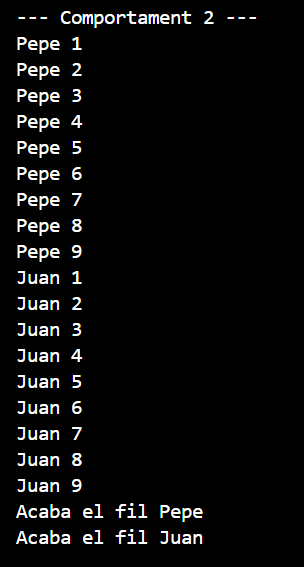 --- Comportament 2 ---
Pepe 1
Pepe 2
Pepe 3
Pepe 4
Pepe 5
Pepe 6
Pepe 7
Pepe 8
Pepe 9
Juan 1
Juan 2
Juan 3
Juan 4
Juan 5
Juan 6
Juan 7
Juan 8
Juan 9
Acaba el fil Pepe
Acaba el fil Juan